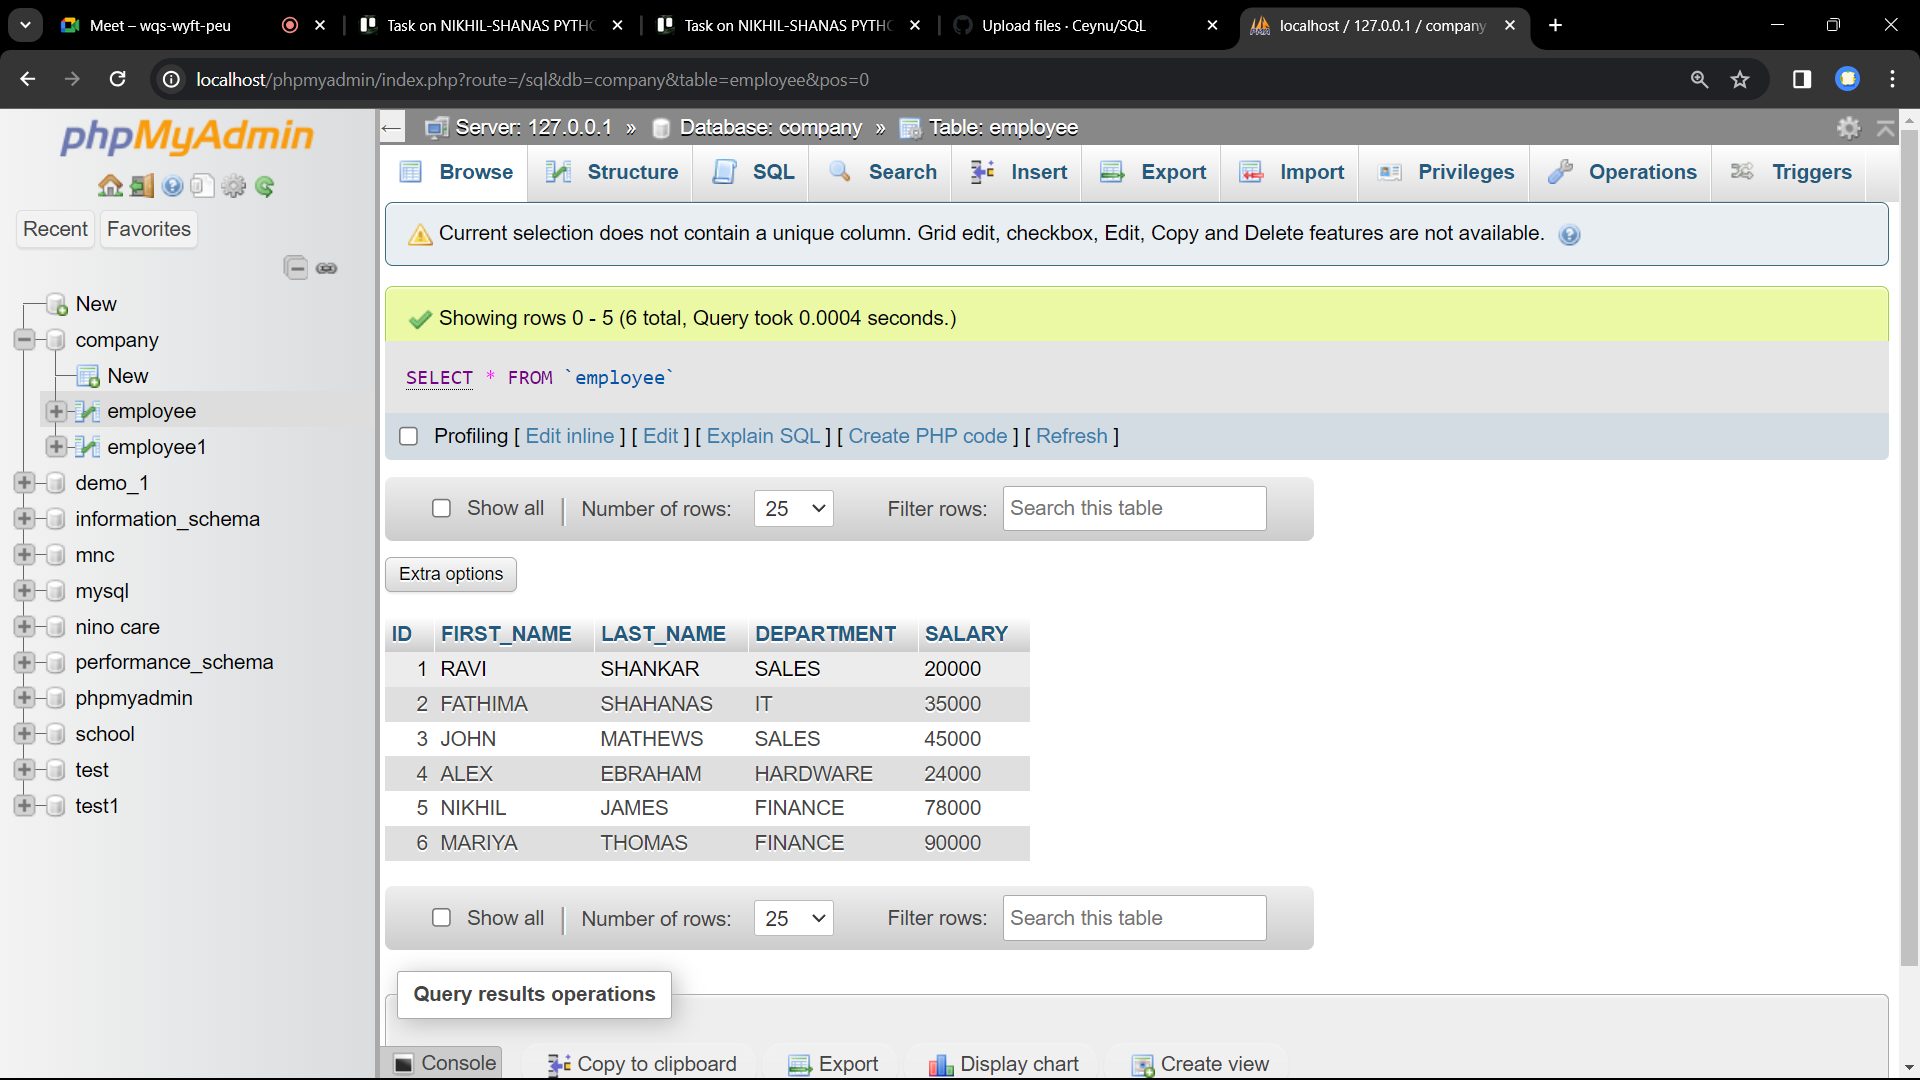 Meet – wqs-wyft-peu
Task on NIKHIL-SHANAS PYTH
Task on NIKHIL-SHANAS PYTH
Upload files · Ceynu/SQL
localhost / 127.0.0.1 / company
localhost/phpmyadmin/index.php?route=/sql&db=company&table=employee&pos=0
phpMyAdmin
Recent
Favorites
New
company
New
employee
employee1
demo_1
information_schema
mnc
mysql
nino care
performance_schema
phpmyadmin
school
test
test1
Server: 127.0.0.1 » Database: company » Table: employee
Browse Structure SQL Search Insert Export Import Privileges Operations Triggers
Current selection does not contain a unique column. Grid edit, checkbox, Edit, Copy and Delete features are not available.
Showing rows 0 - 5 (6 total, Query took 0.0004 seconds.)
SELECT * FROM `employee`
Profiling [ Edit inline ] [ Edit ] [ Explain SQL ] [ Create PHP code ] [ Refresh ]
Show all Number of rows: 25 Filter rows: Search this table
Extra options
ID FIRST_NAME LAST_NAME DEPARTMENT SALARY
1 RAVI SHANKAR SALES 20000
2 FATHIMA SHAHANAS IT 35000
3 JOHN MATHEWS SALES 45000
4 ALEX EBRAHAM HARDWARE 24000
5 NIKHIL JAMES FINANCE 78000
6 MARIYA THOMAS FINANCE 90000
Show all Number of rows: 25 Filter rows: Search this table
Query results operations
Console Copy to clipboard Export Display chart Create view